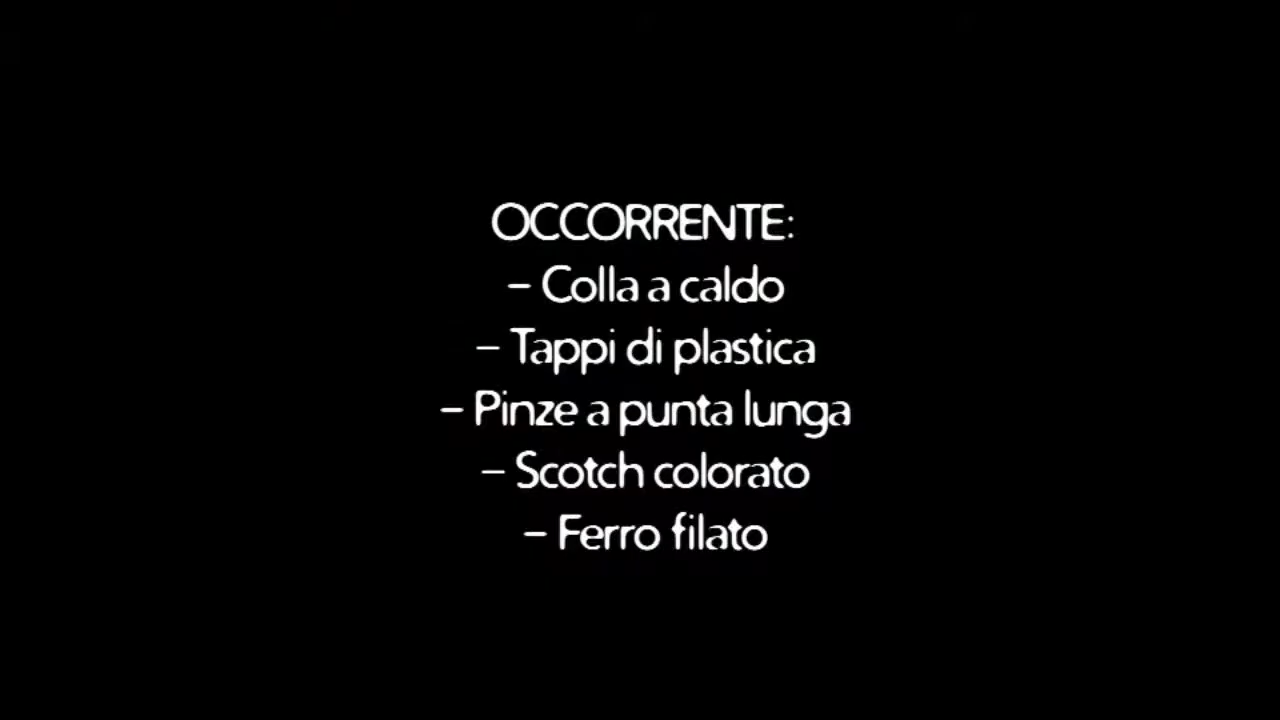 OCCORRENTE:
- Colla a caldo
- Tappi di plastica
- Pinze a punta lunga
- Scotch colorato
- Ferro filato